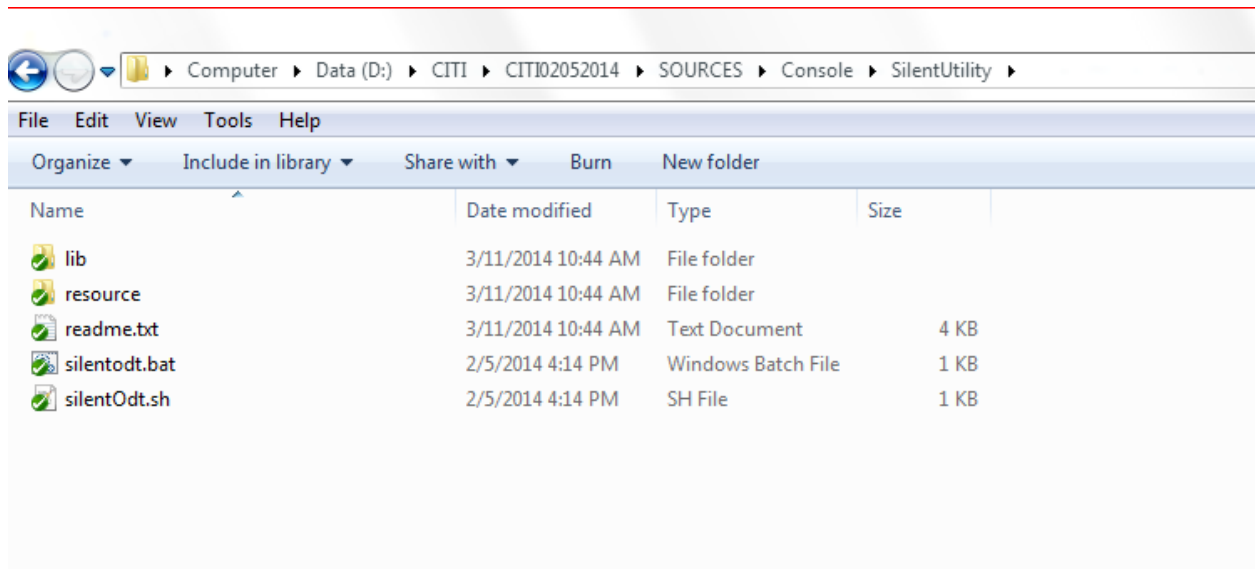 Computer Data (D:) CITI CITI02052014 SOURCES Console SilentUtility
File Edit View Tools Help
Organize Include in library Share with Burn New folder
Name Date modified Type Size
lib 3/11/2014 10:44 AM File folder
resource 3/11/2014 10:44 AM File folder
readme.txt 3/11/2014 10:44 AM Text Document 4 KB
silentodt.bat 2/5/2014 4:14 PM Windows Batch File 1 KB
silentOdt.sh 2/5/2014 4:14 PM SH File 1 KB